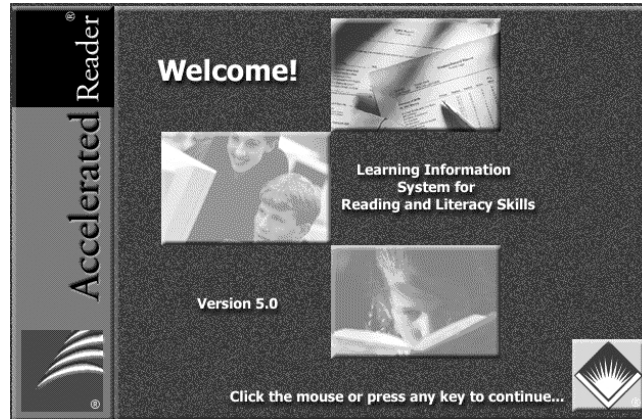 Accelerated Reader®
Welcome!
Learning Information
System for
Reading and Literacy Skills
Version 5.0
Click the mouse or press any key to continue...
®
®